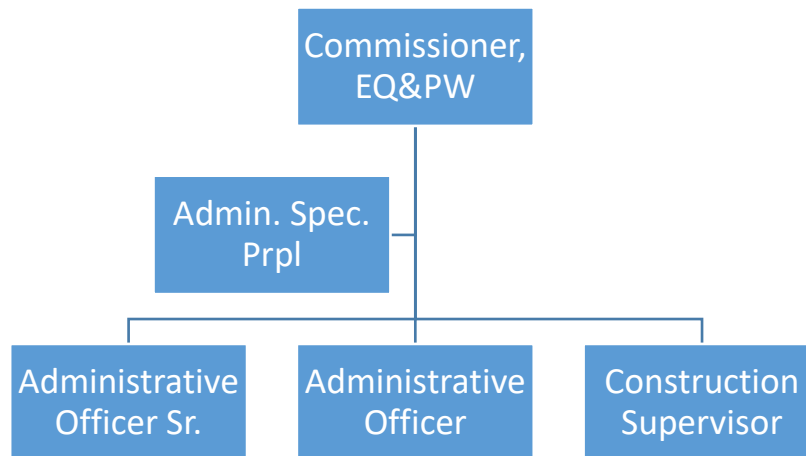 Commissioner,
EQ&PW
Admin. Spec.
Prpl
Administrative
Officer Sr.
Administrative
Officer
Construction
Supervisor